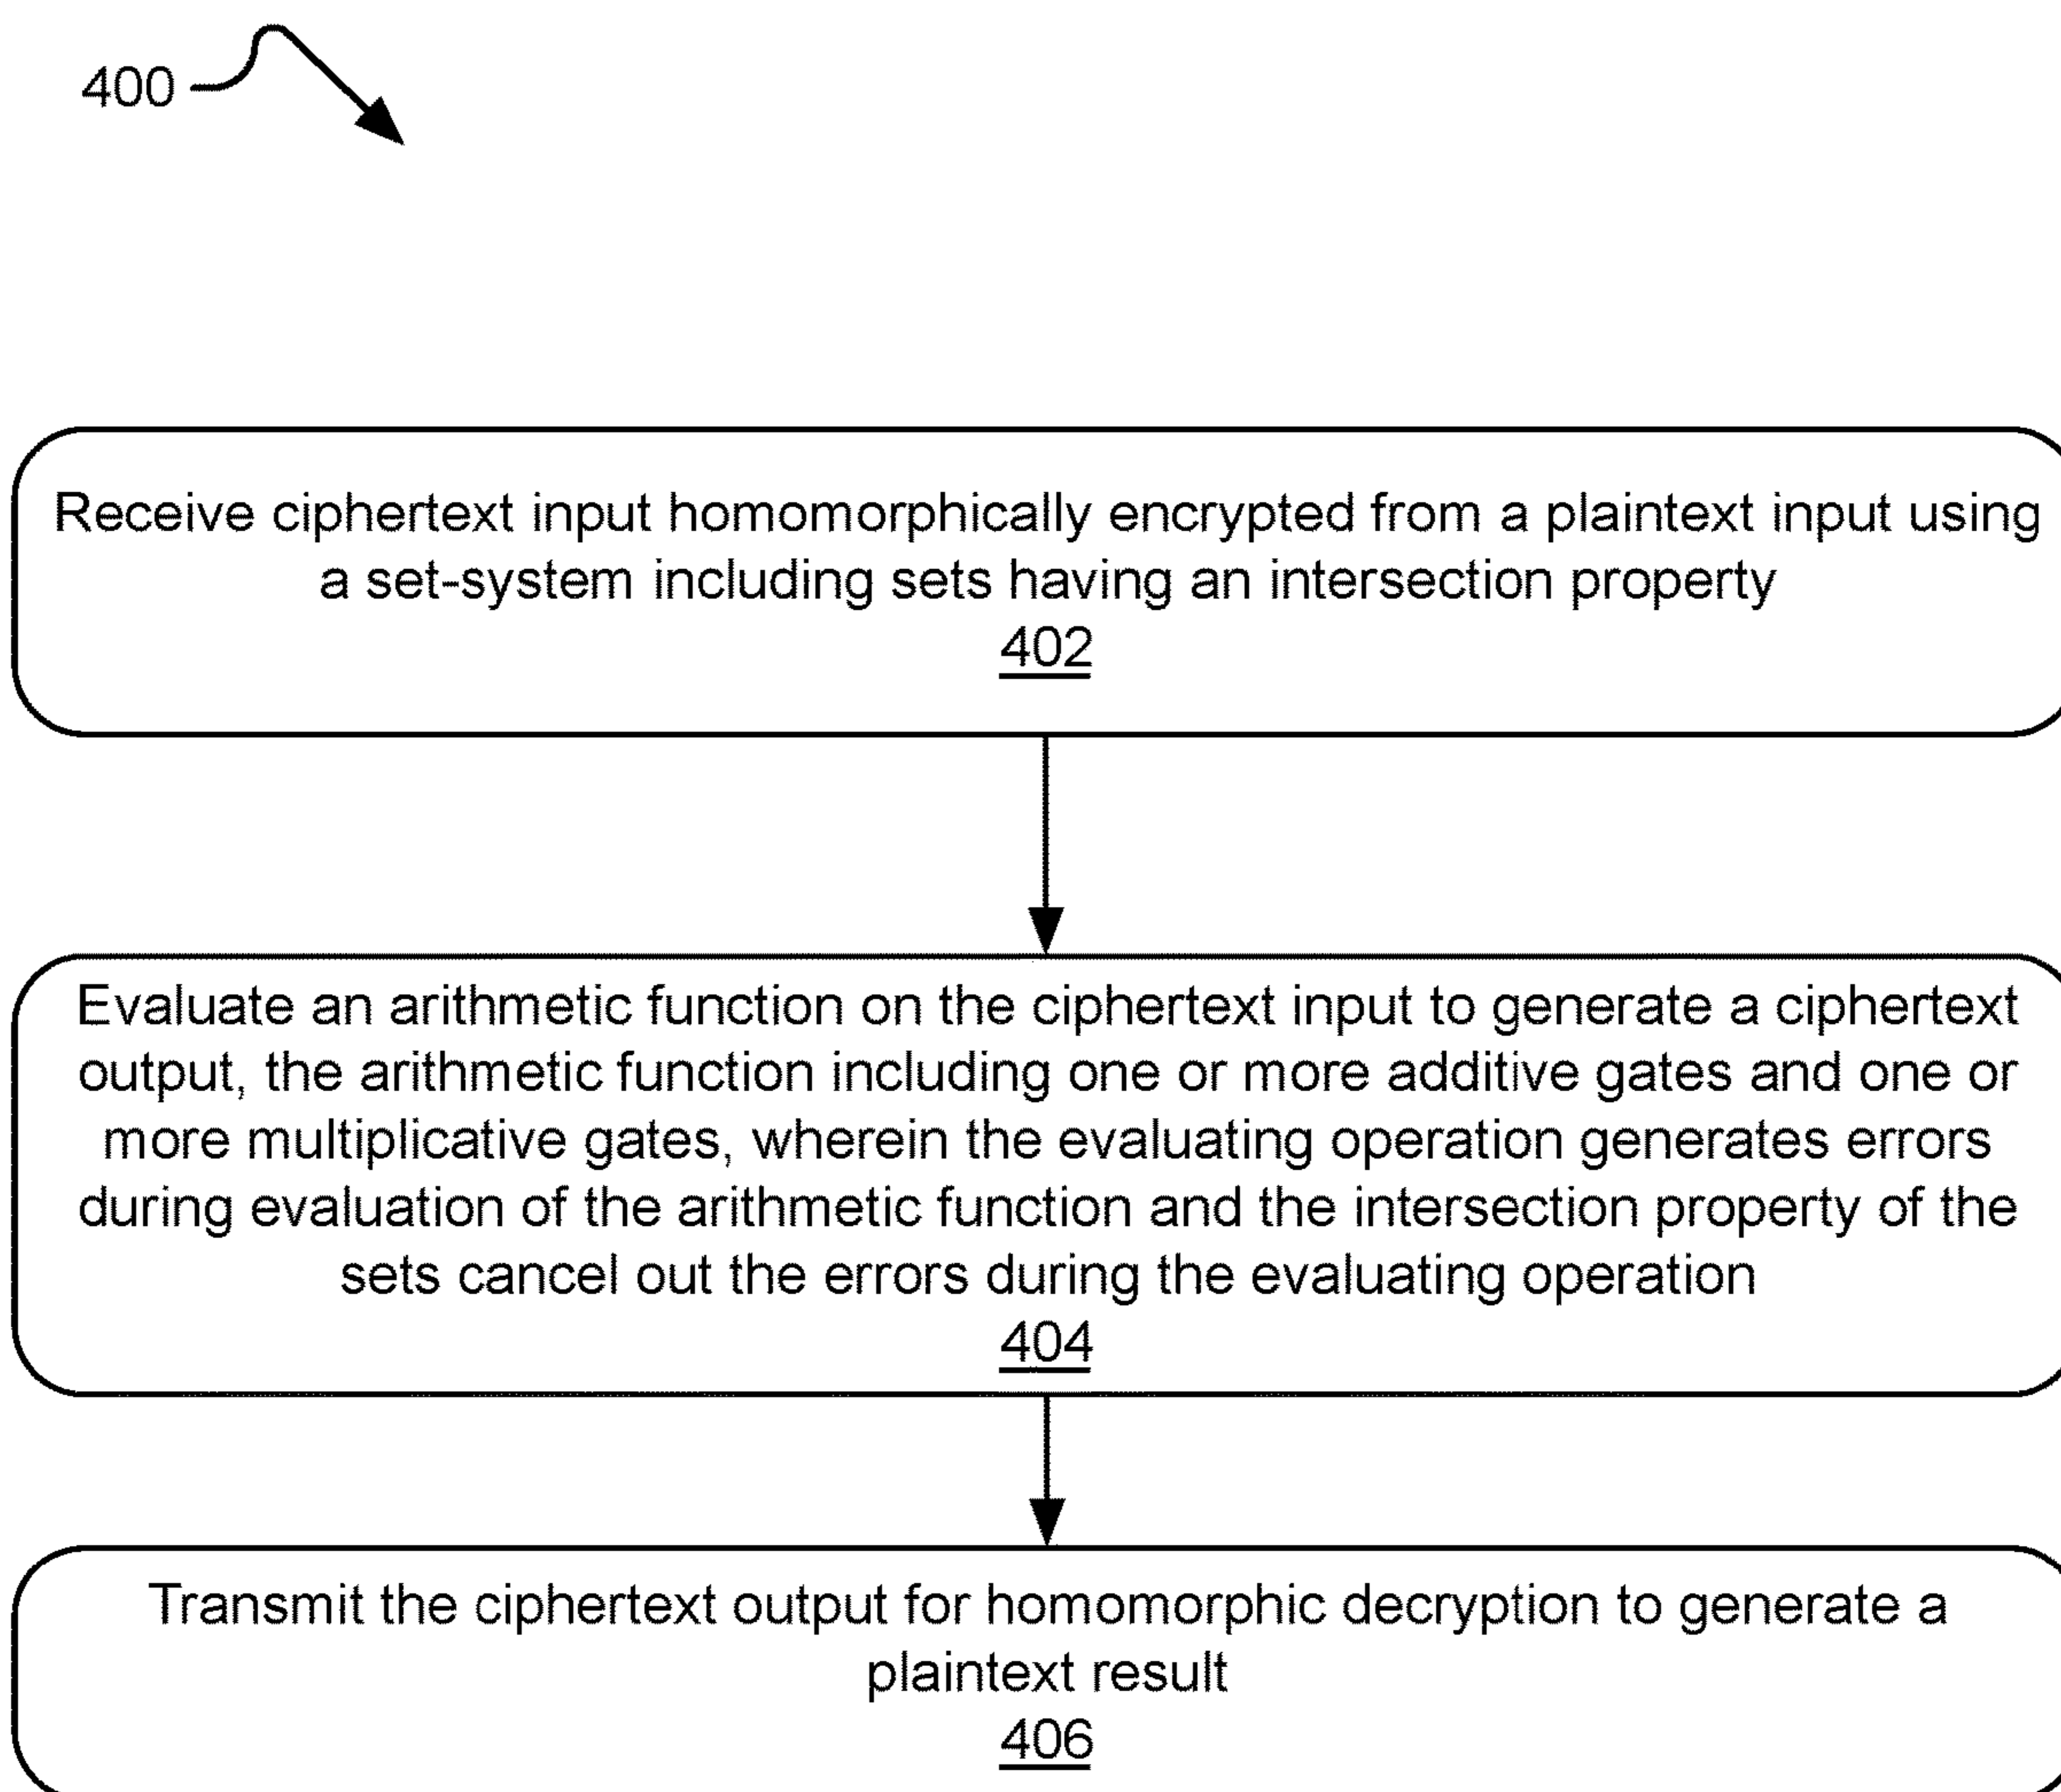 400
Receive ciphertext input homomorphically encrypted from a plaintext input using
a set-system including sets having an intersection property
402
Evaluate an arithmetic function on the ciphertext input to generate a ciphertext
output, the arithmetic function including one or more additive gates and one or
more multiplicative gates, wherein the evaluating operation generates errors
during evaluation of the arithmetic function and the intersection property of the
sets cancel out the errors during the evaluating operation
404
Transmit the ciphertext output for homomorphic decryption to generate a
plaintext result
406